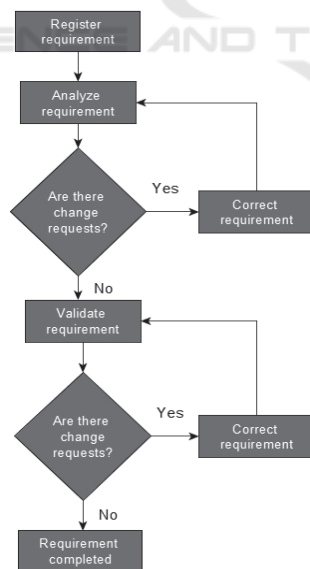 Register
requirement
Analyze
requirement
Are there
change
requests?
Yes
Correct
requirement
No
Validate
requirement
Are there
change
requests?
Yes
Correct
requirement
No
Requirement
completed